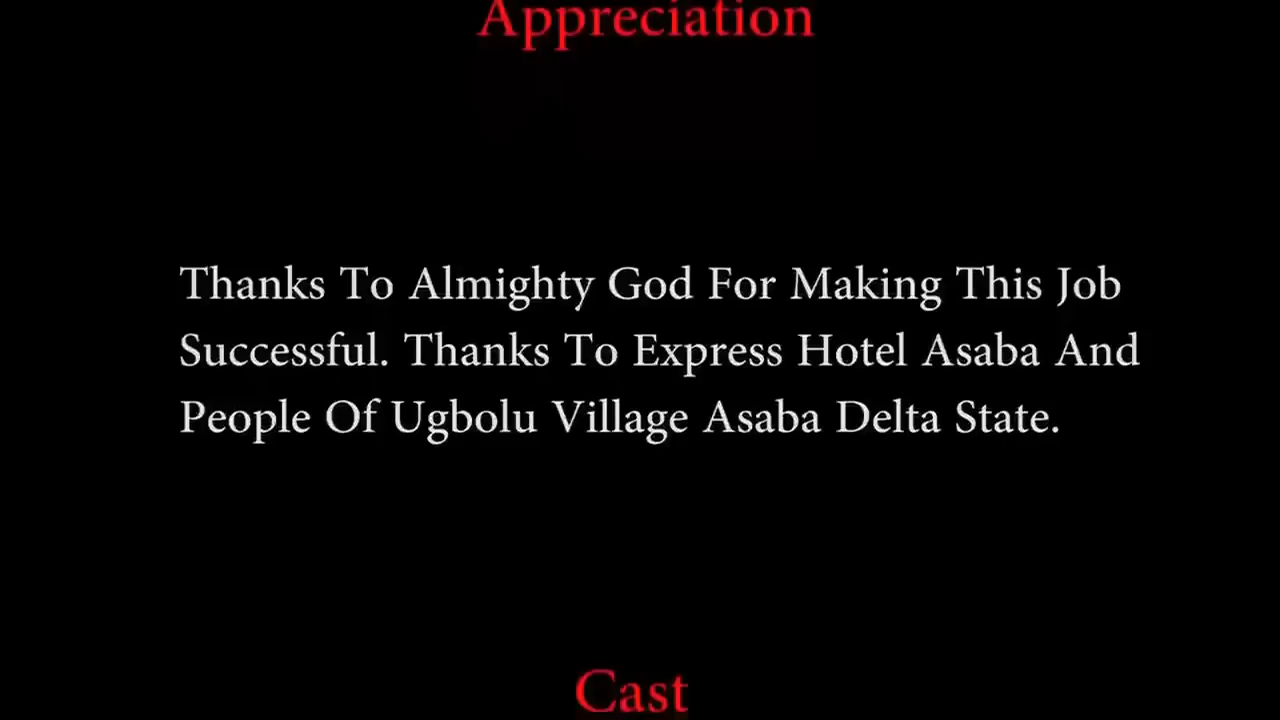 Appreciation
Thanks To Almighty God For Making This Job
Successful. Thanks To Express Hotel Asaba And
People Of Ugbolu Village Asaba Delta State.
Cast